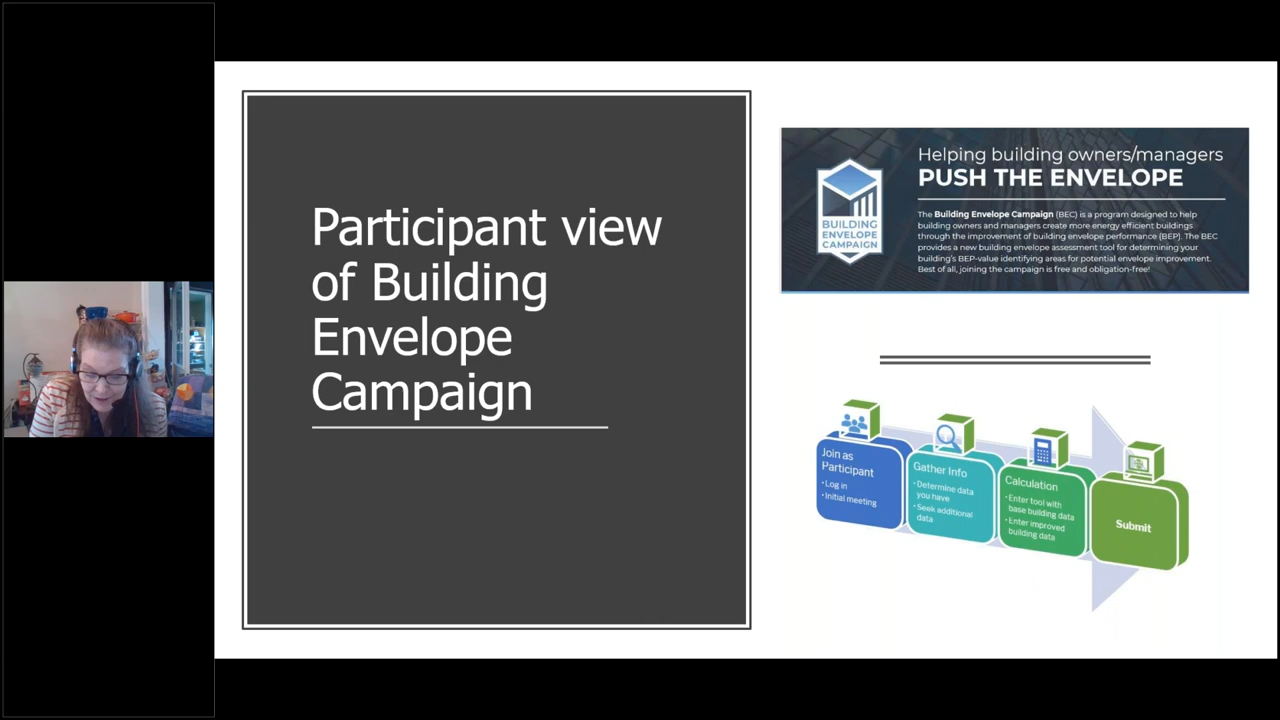 Participant view
of Building
Envelope
Campaign
Helping building owners/managers
PUSH THE ENVELOPE
The Building Envelope Campaign (BEC) is a program designed to help
building owners and managers create more energy efficient buildings
through the improvement of building envelope performance (BEP). The BEC
provides a new building envelope assessment tool for determining your
building's BEP-value identifying areas for potential envelope improvement.
Best of all, joining the campaign is free and obligation-free!
BUILDING
ENVELOPE
CAMPAIGN
Join as
Participant
• Log in
• Initial meeting
Gather Info
• Determine data
you have
• Seek additional
data
Calculation
• Enter tool with
base building data
• Enter improved
building data
Submit